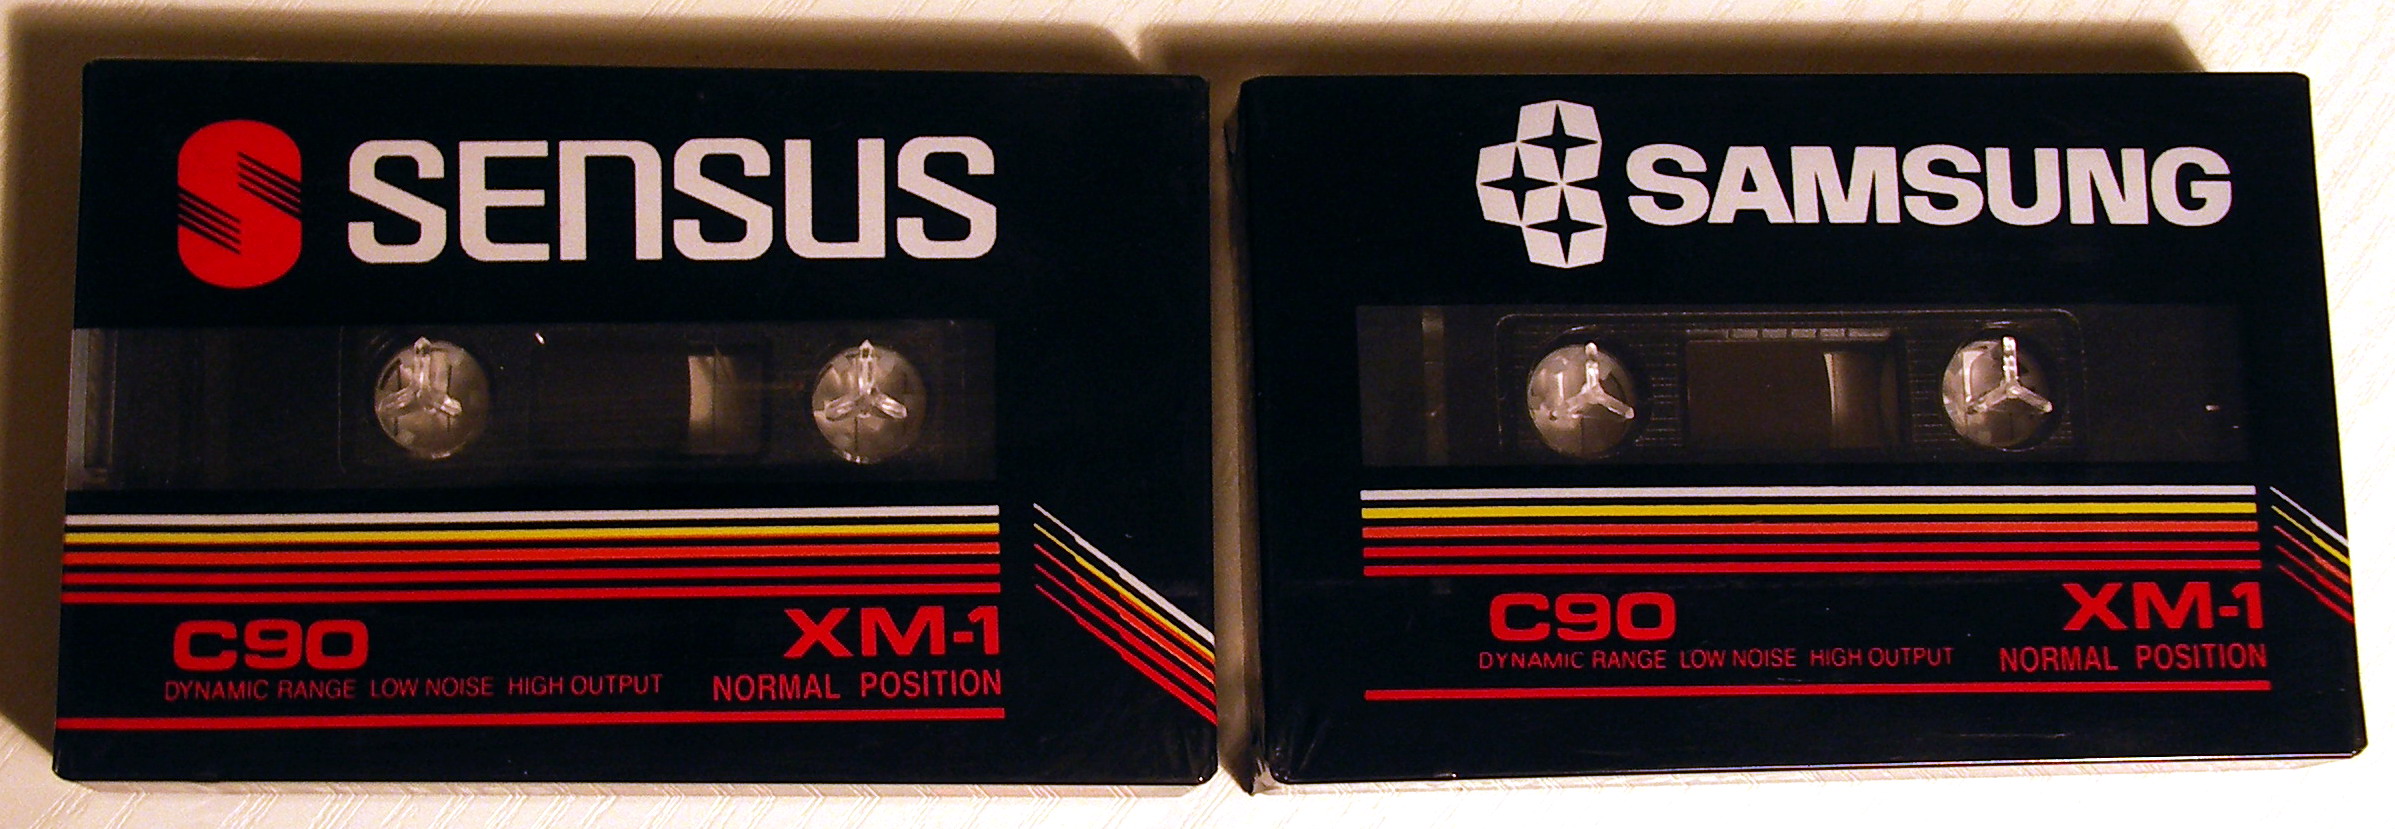 SENSUS
C90
XM-1
DYNAMIC RANGE LOW NOISE HIGH OUTPUT
NORMAL POSITION
SAMSUNG
C90
XM-1
DYNAMIC RANGE LOW NOISE HIGH OUTPUT
NORMAL POSITION